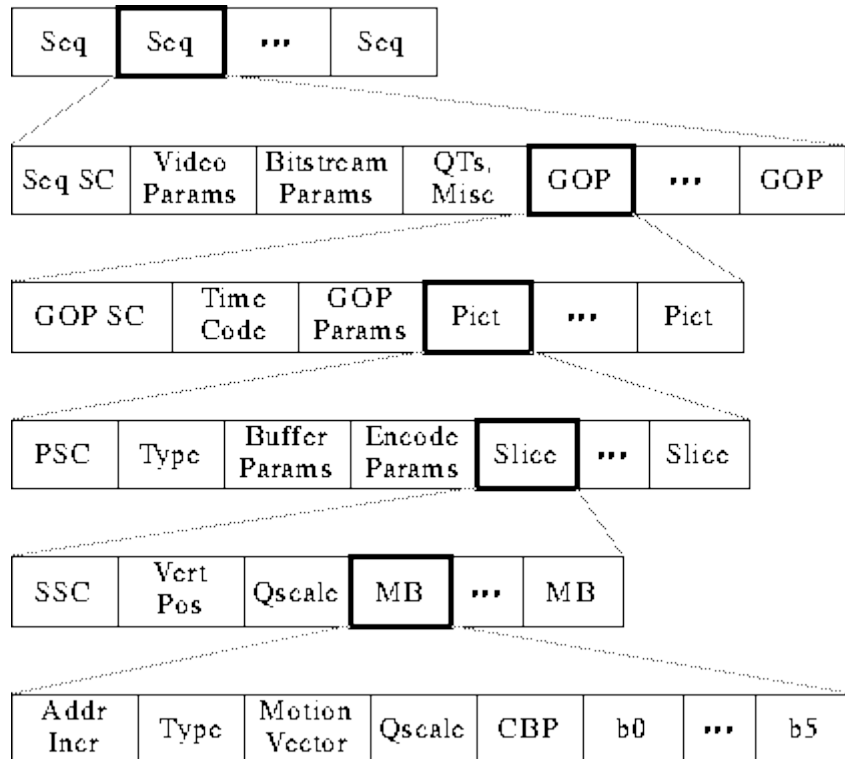 Seq Seq ... Seq
Seq SC Video Params Bitstream Params QTs, Misc GOP ... GOP
GOP SC Time Code GOP Params Pict ... Pict
PSC Type Buffer Params Encode Params Slice ... Slice
SSC Vert Pos Qscale MB ... MB
Addr Incr Type Motion Vector Qscale CBP b0 ... b5